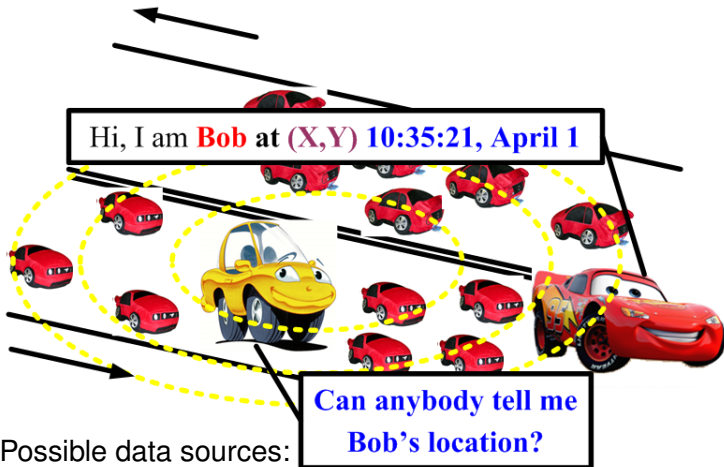 Hi, I am Bob at (X,Y) 10:35:21, April 1
Can anybody tell me
Bob's location?
Possible data sources: